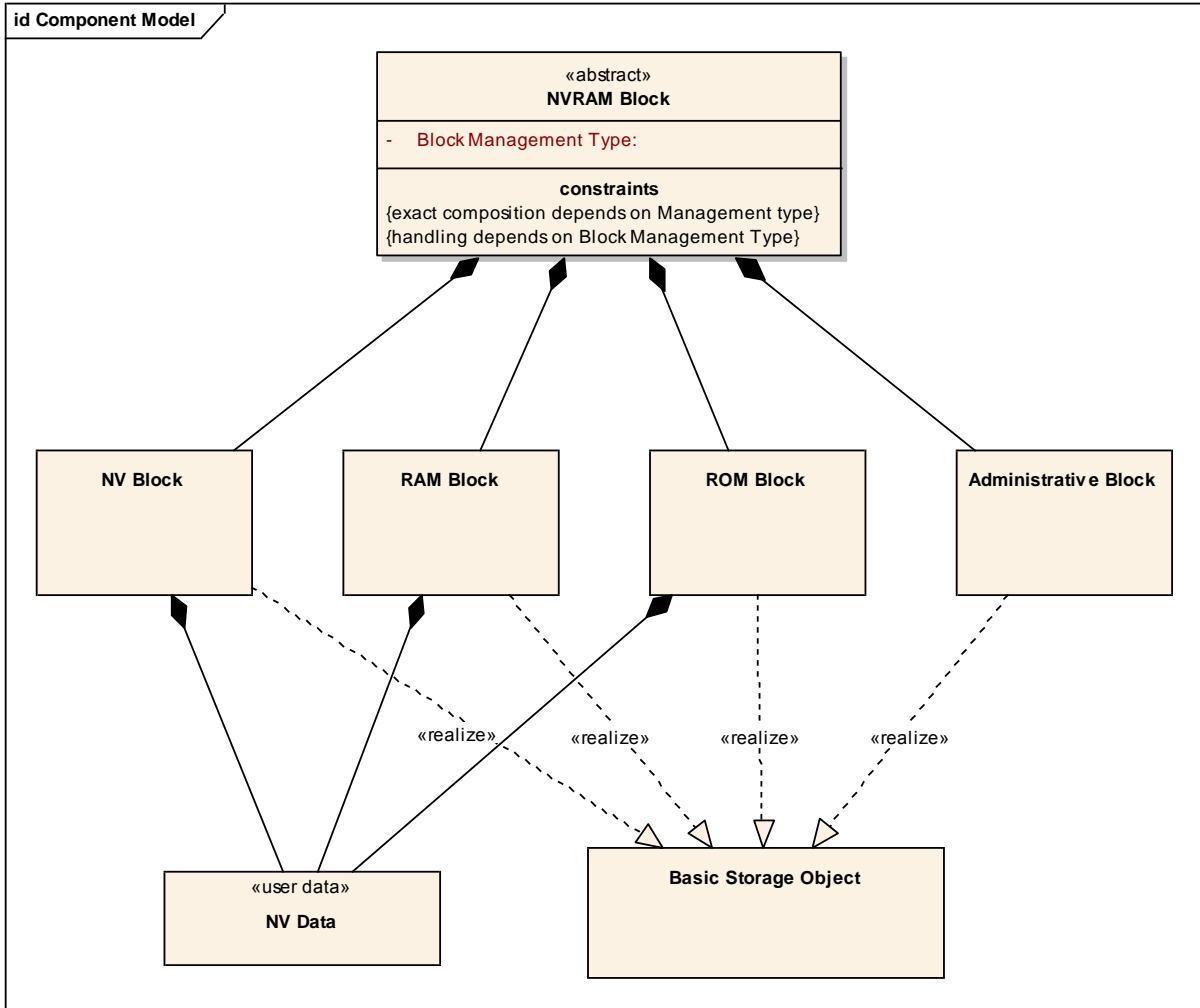 id Component Model
«abstract»
NVRAM Block
- Block Management Type:
constraints
{exact composition depends on Management type}
{handling depends on Block Management Type}
NV Block
RAM Block
ROM Block
Administrative Block
«realize»
«realize»
«realize»
«realize»
«user data»
NV Data
Basic Storage Object